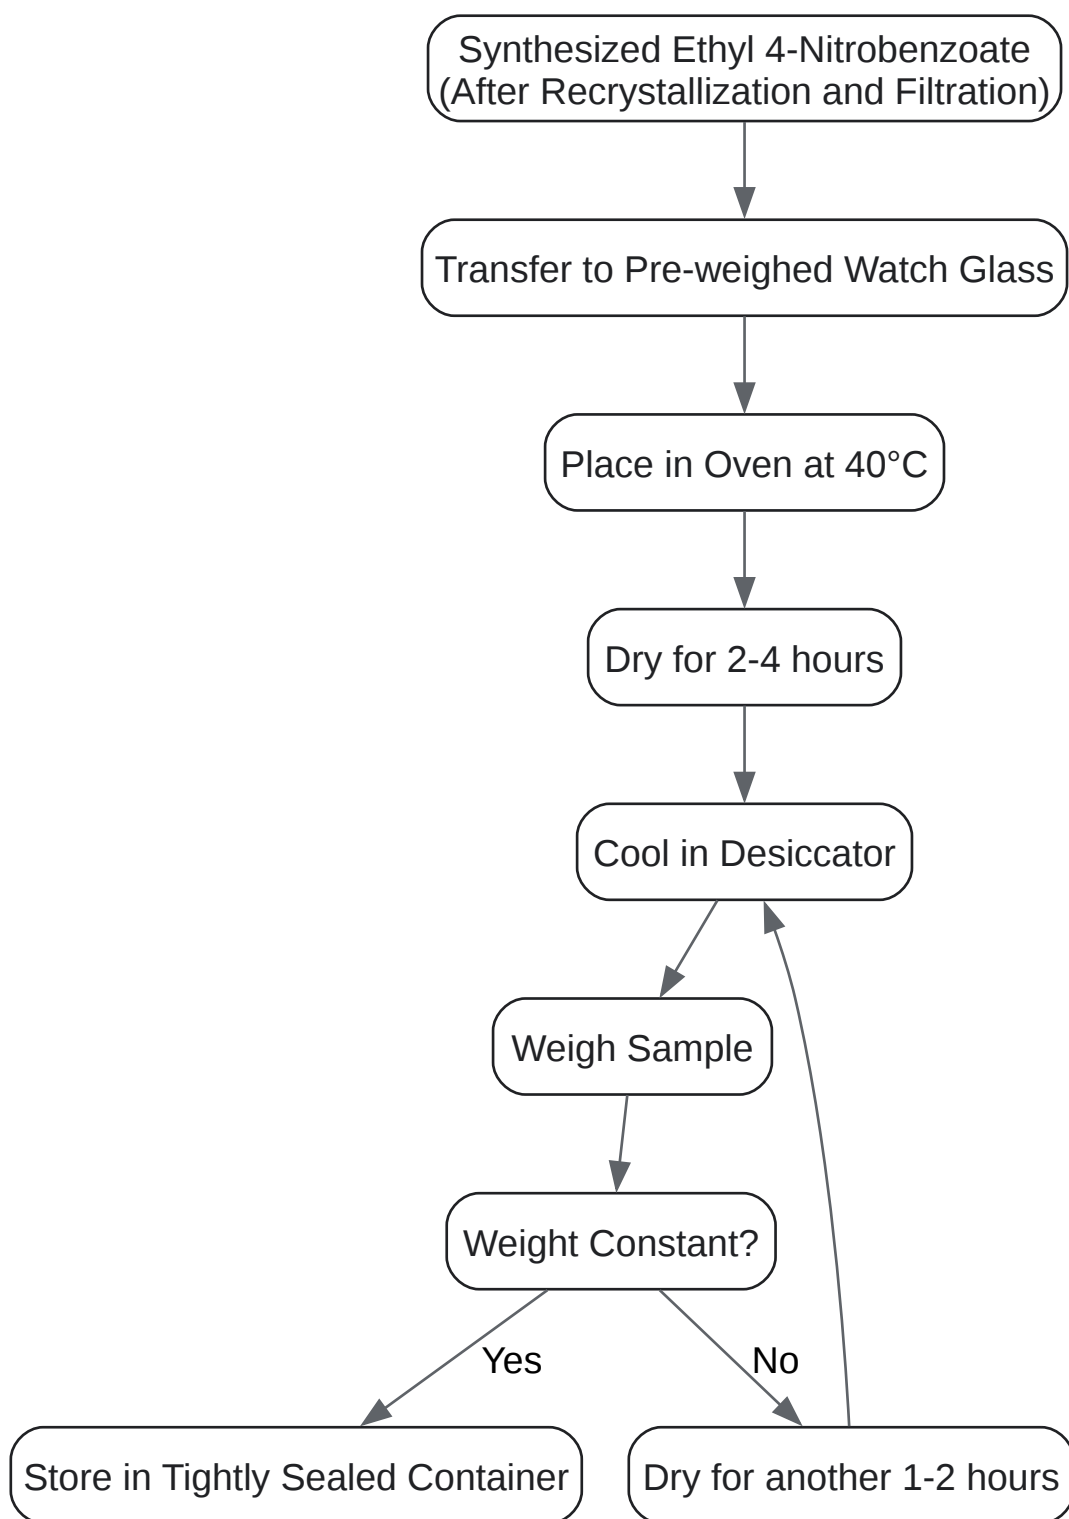 Synthesized Ethyl 4-Nitrobenzoate
(After Recrystallization and Filtration)
Transfer to Pre-weighed Watch Glass
Place in Oven at 40°C
Dry for 2-4 hours
Cool in Desiccator
Weigh Sample
Weight Constant?
Yes
No
Store in Tightly Sealed Container
Dry for another 1-2 hours